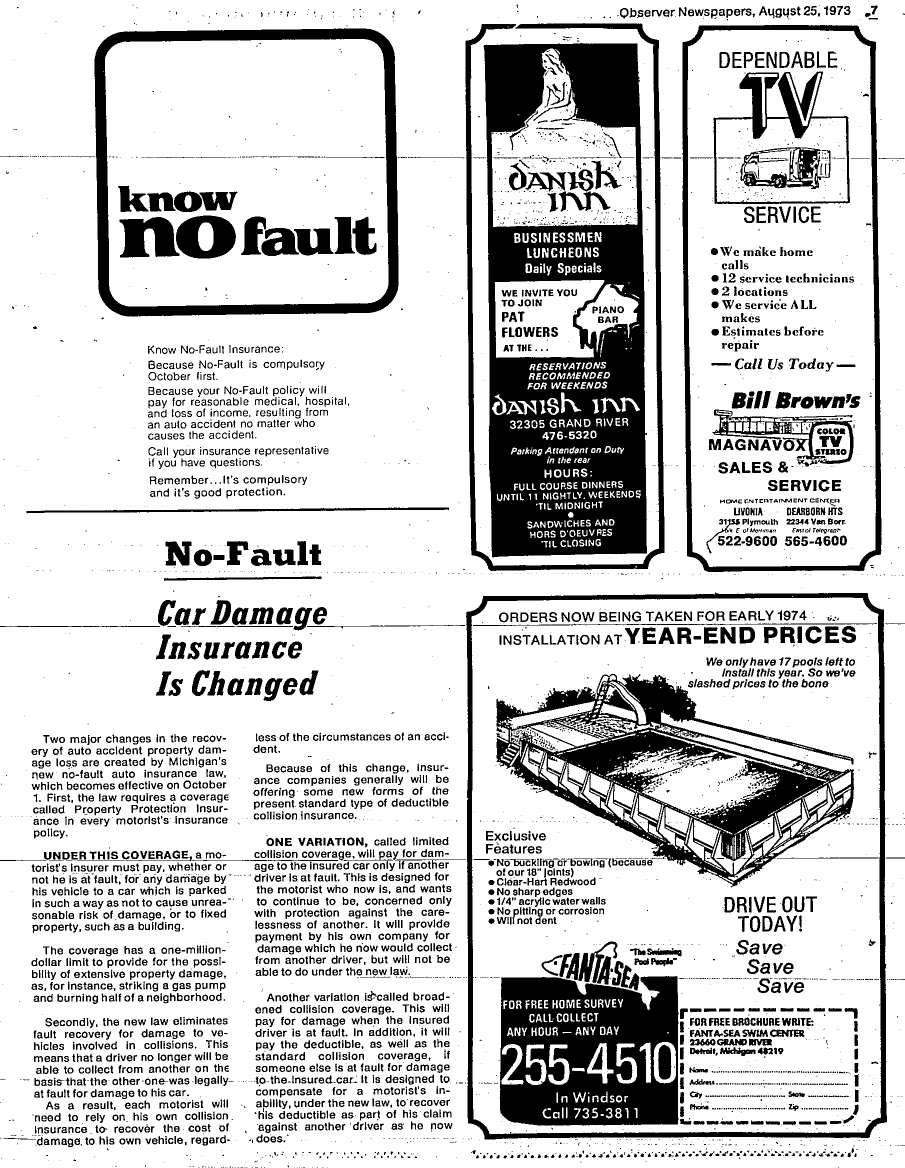 Observer Newspapers, August 25, 1973 7
know
no fault
Know No-Fault Insurance:
Because No-Fault is compulsory
October first.
Because your No-Fault policy will
pay for reasonable medical, hospital,
and loss of income, resulting from
an auto accident no matter who
causes the accident.
Call your insurance representative
if you have questions.
Remember...It's compulsory
and it's good protection.
No-Fault
Car Damage
Insurance
Is Changed
Two major changes in the recov-
ery of auto accident property dam-
age loss are created by Michigan's
new no-fault auto insurance law,
which becomes effective on October
1. First, the law requires a coverage
called Property Protection Insur-
ance in every motorist's insurance
policy.
UNDER THIS COVERAGE, a mo-
torist's insurer must pay, whether or
not he is at fault, for any damage by
his vehicle to a car which is parked
in such a way as not to cause unrea-
sonable risk of damage, or to fixed
property, such as a building.
The coverage has a one-million-
dollar limit to provide for the possi-
bility of extensive property damage,
as, for instance, striking a gas pump
and burning half of a neighborhood.
Secondly, the new law eliminates
fault recovery for damage to ve-
hicles involved in collisions. This
means that a driver no longer will be
able to collect from another on the
basis that the other one was legally
at fault for damage to his car.
As a result, each motorist will
need to rely on his own collision
insurance to recover the cost of
damage to his own vehicle, regard-
less of the circumstances of an acci-
dent.
Because of this change, insur-
ance companies generally will be
offering some new forms of the
present standard type of deductible
collision insurance.
ONE VARIATION, called limited
collision coverage, will pay for dam-
age to the insured car only if another
driver is at fault. This is designed for
the motorist who now is, and wants
to continue to be, concerned only
with protection against the care-
lessness of another. It will provide
payment by his own company for
damage which he now would collect
from another driver, but will not be
able to do under the new law.
Another variation is called broad-
ened collision coverage. This will
pay for damage when the insured
driver is at fault. In addition, it will
pay the deductible, as well as the
standard collision coverage, if
someone else is at fault for damage
to the insured car. It is designed to
compensate for a motorist's in-
ability, under the new law, to recover
his deductible as part of his claim
against another driver as he now
does.
DANISH
INN
BUSINESSMEN
LUNCHEONS
Daily Specials
WE INVITE YOU
TO JOIN
PAT
FLOWERS
AT THE...
PIANO
BAR
RESERVATIONS
RECOMMENDED
FOR WEEKENDS
DANISH INN
32305 GRAND RIVER
476-5320
Parking Attendant on Duty
in the rear
HOURS:
FULL COURSE DINNERS
UNTIL 11 NIGHTLY, WEEKENDS
'TIL MIDNIGHT
SANDWICHES AND
HORS D'OEUVRES
'TIL CLOSING
DEPENDABLE
TV
SERVICE
● We make home
calls
● 12 service technicians
● 2 locations
● We service ALL
makes
● Estimates before
repair
— Call Us Today —
Bill Brown's
MAGNAVOX
COLOR
TV
STEREO
SALES &
SERVICE
HOME ENTERTAINMENT CENTER
LIVONIA DEARBORN HTS
31155 Plymouth 22344 Van Born
E of Merriman East of Telegraph
522-9600 565-4600
ORDERS NOW BEING TAKEN FOR EARLY 1974
INSTALLATION AT YEAR-END PRICES
We only have 17 pools left to
install this year. So we've
slashed prices to the bone
Exclusive
Features
● No buckling or bowing (because
of our 18" joints)
● Clear-Hart Redwood
● No sharp edges
● 1/4" acrylic water walls
● No pitting or corrosion
● Will not dent
DRIVE OUT
TODAY!
Save
Save
Save
FANTA-SEA
"The Swimming
Pool People"
FOR FREE HOME SURVEY
CALL COLLECT
ANY HOUR — ANY DAY
255-4510
In Windsor
Call 735-3811
FOR FREE BROCHURE WRITE:
FANTA-SEA SWIM CENTER
23660 GRAND RIVER
Detroit, Michigan 48219
Name
Address
City State
Phone Zip